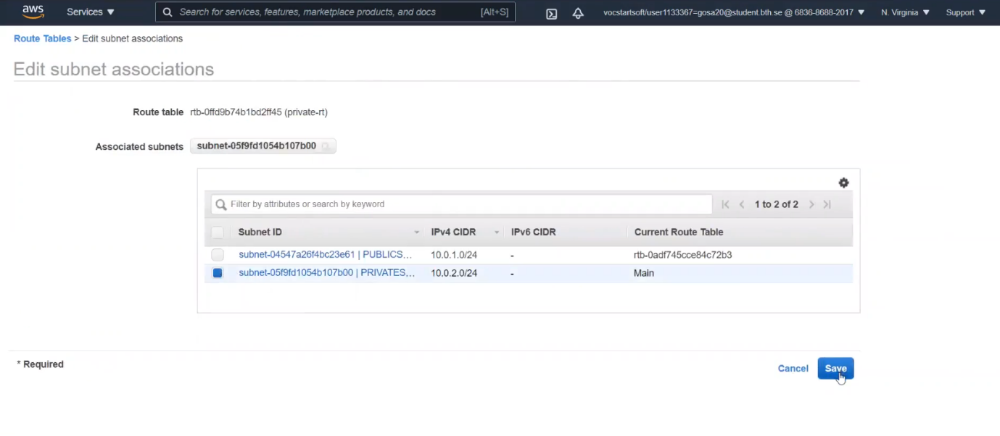 aws Services ▼ Search for services, features, marketplace products, and docs [Alt+S] vocstartsoft/user1133367=gosa20@student.bth.se @ 6836-8688-2017 ▼ N. Virginia ▼ Support ▼
Route Tables > Edit subnet associations
Edit subnet associations
Route table rtb-0ffd9b74b1bd2ff45 (private-rt)
Associated subnets subnet-05f9fd1054b107b00
Filter by attributes or search by keyword 1 to 2 of 2
Subnet ID IPv4 CIDR IPv6 CIDR Current Route Table
subnet-04547a26f4bc23e61 | PUBLICS... 10.0.1.0/24 - rtb-0adf745cce84c72b3
subnet-05f9fd1054b107b00 | PRIVATES... 10.0.2.0/24 - Main
* Required Cancel Save